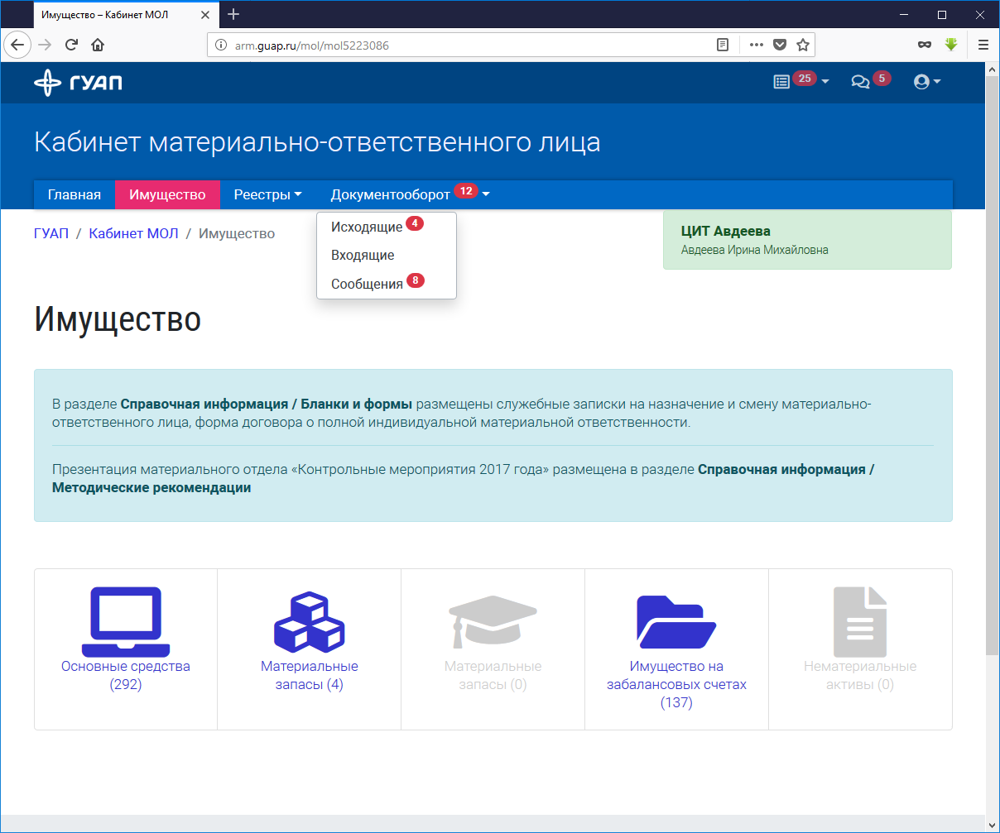 Имущество – Кабинет МОЛ
arm.guap.ru/mol/mol5223086
ГУАП
25
5
Кабинет материально-ответственного лица
Главная Имущество Реестры Документооборот 12
Исходящие 4
Входящие
Сообщения 8
ГУАП / Кабинет МОЛ / Имущество
ЦИТ Авдеева
Авдеева Ирина Михайловна
Имущество
В разделе Справочная информация / Бланки и формы размещены служебные записки на назначение и смену материально-
ответственного лица, форма договора о полной индивидуальной материальной ответственности.
Презентация материального отдела «Контрольные мероприятия 2017 года» размещена в разделе Справочная информация /
Методические рекомендации
Основные средства
(292)
Материальные
запасы (4)
Материальные
запасы (0)
Имущество на
забалансовых счетах
(137)
Нематериальные
активы (0)